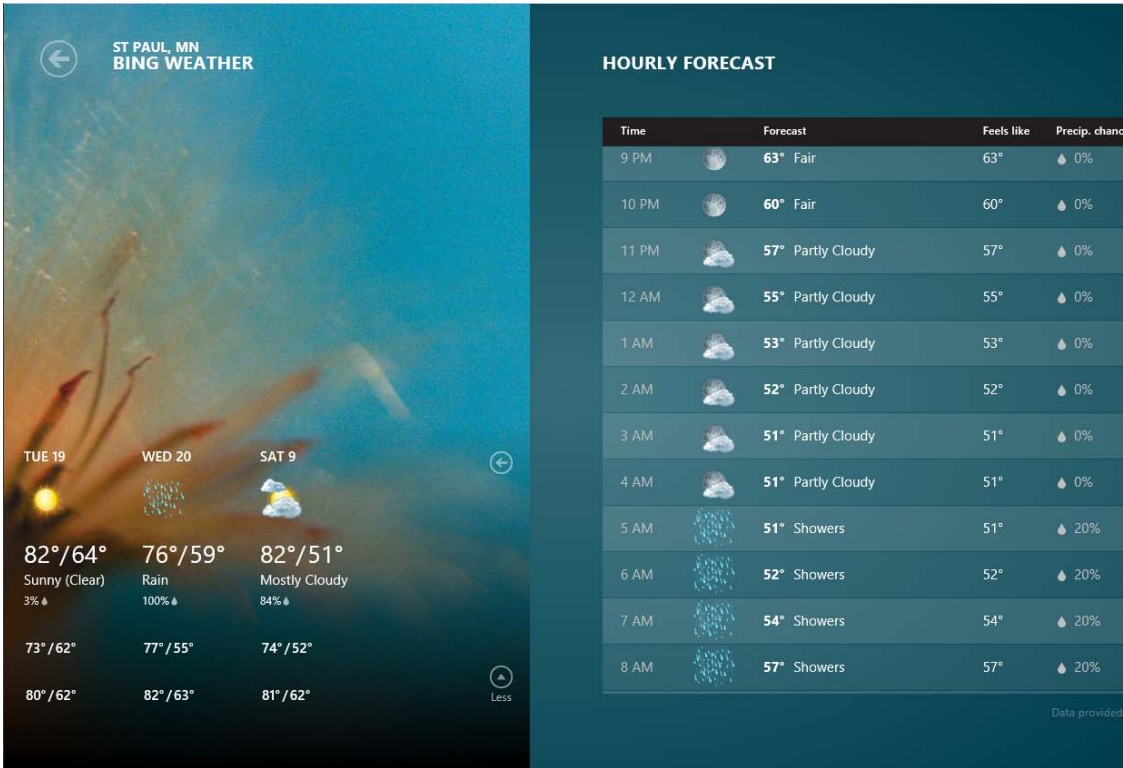 ST PAUL, MN
BING WEATHER
TUE 19 WED 20 SAT 9
82°/64° 76°/59° 82°/51°
Sunny (Clear) Rain Mostly Cloudy
3% 100% 84%
73°/62° 77°/55° 74°/52°
80°/62° 82°/63° 81°/62°
Less
HOURLY FORECAST
Time Forecast Feels like Precip. chanc
9 PM 63° Fair 63° 0%
10 PM 60° Fair 60° 0%
11 PM 57° Partly Cloudy 57° 0%
12 AM 55° Partly Cloudy 55° 0%
1 AM 53° Partly Cloudy 53° 0%
2 AM 52° Partly Cloudy 52° 0%
3 AM 51° Partly Cloudy 51° 0%
4 AM 51° Partly Cloudy 51° 0%
5 AM 51° Showers 51° 20%
6 AM 52° Showers 52° 20%
7 AM 54° Showers 54° 20%
8 AM 57° Showers 57° 20%
Data provided